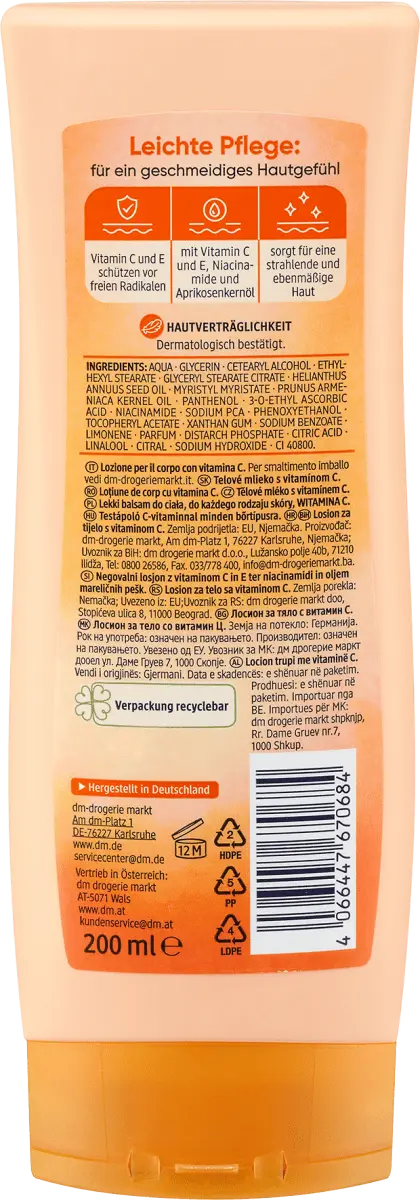 Leichte Pflege:
für ein geschmeidiges Hautgefühl
Vitamin C und E
schützen vor
freien Radikalen
mit Vitamin C
und E, Niacina-
mide und
Aprikosenkernöl
sorgt für eine
strahlende und
ebenmäßige
Haut
HAUTVERTRÄGLICHKEIT
Dermatologisch bestätigt.
INGREDIENTS: AQUA · GLYCERIN · CETEARYL ALCOHOL · ETHYL-
HEXYL STEARATE · GLYCERYL STEARATE CITRATE · HELIANTHUS
ANNUUS SEED OIL · MYRISTYL MYRISTATE · PRUNUS ARME-
NIACA KERNEL OIL · PANTHENOL · 3-O-ETHYL ASCORBIC
ACID · NIACINAMIDE · SODIUM PCA · PHENOXYETHANOL ·
TOCOPHERYL ACETATE · XANTHAN GUM · SODIUM BENZOATE ·
LIMONENE · PARFUM · DISTARCH PHOSPHATE · CITRIC ACID ·
LINALOOL · CITRAL · SODIUM HYDROXIDE · CI 40800.
IT Lozione per il corpo con vitamina C. Per smaltimento imballo
vedi dm-drogeriemarkt.it. SK Telové mlieko s vitamínom C.
RO Loțiune de corp cu vitamina C. CZ Tělové mléko s vitamínem C.
PL Lekki balsam do ciała, do każdego rodzaju skóry, WITAMINA C.
HU Testápoló C-vitaminnal minden bőrtípusra. HR BIH Losion za
tijelo s vitaminom C. Zemlja podrijetla: EU, Njemačka. Proizvođač:
dm-drogerie markt, Am dm-Platz 1, 76227 Karlsruhe, Njemačka;
Uvoznik za BiH: dm drogerie markt d.o.o., Lužansko polje 40b, 71210
Ilidža, Tel: 0800 26586, Fax. 033/778 400, info@dm-drogeriemarkt.ba.
SI Negovalni losjon z vitaminom C in E ter niacinamidi in oljem
mareličnih pešk. RS Losion za telo sa vitaminom C. Zemlja porekla:
Nemačka; Uvezeno iz: EU;Uvoznik za RS: dm drogerie markt doo,
Stopićeva ulica 8, 11000 Beograd. BG Лосион за тяло с витамин C.
MK Лосион за тело со витамин Ц. Земја на потекло: Германија.
Рок на употреба: означен на пакувањето. Производител: означен
на пакувањето. Увезено од ЕУ. Увозник за МК: дм дрогерие маркт
дооел ул. Даме Груев 7, 1000 Скопје. AL Locion trupi me vitaminë C.
Vendi i origjinës: Gjermani. Data e skadencës: e shënuar në paketim.
Prodhuesi: e shënuar në
paketim. Importuar nga
BE. Importues për MK:
dm drogerie markt shpknjp,
Rr. Dame Gruev nr.7,
1000 Shkup.
Verpackung recyclebar
Hergestellt in Deutschland
dm-drogerie markt
Am dm-Platz 1
DE-76227 Karlsruhe
www.dm.de
servicecenter@dm.de
Vertrieb in Österreich:
dm drogerie markt
AT-5071 Wals
www.dm.at
kundenservice@dm.at
200 ml e
12 M
2
HDPE
5
PP
4
LDPE
4 066447 670684